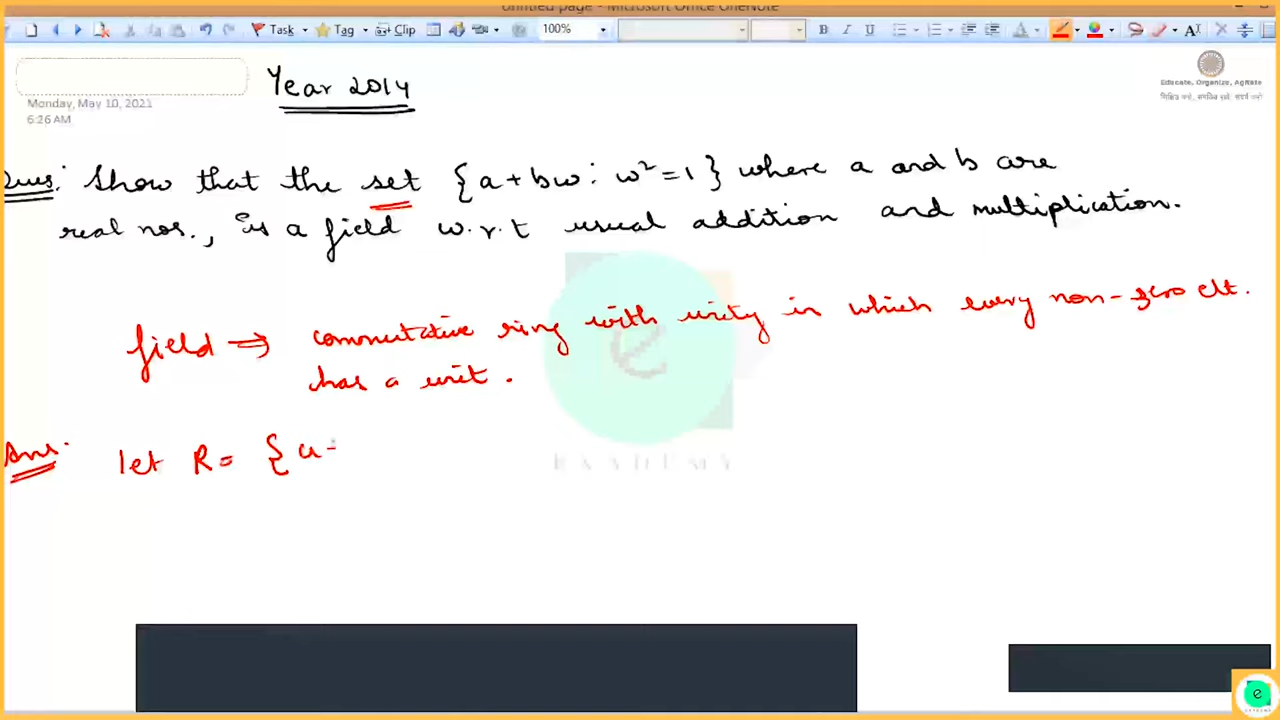 Untitled page - Microsoft Office OneNote
Task Tag Clip 100% B I U
Year 2014
Educate, Organize, Agitate
Monday, May 10, 2021
6:26 AM
Ques: Show that the set {a+bω: ω²=1} where a and b are
real nos., is a field w.r.t usual addition and multiplication.
field ⇒ commutative ring with unity in which every non-zero elt.
has a unit.
Ans: let R = {a-
e
EKADEMY
e